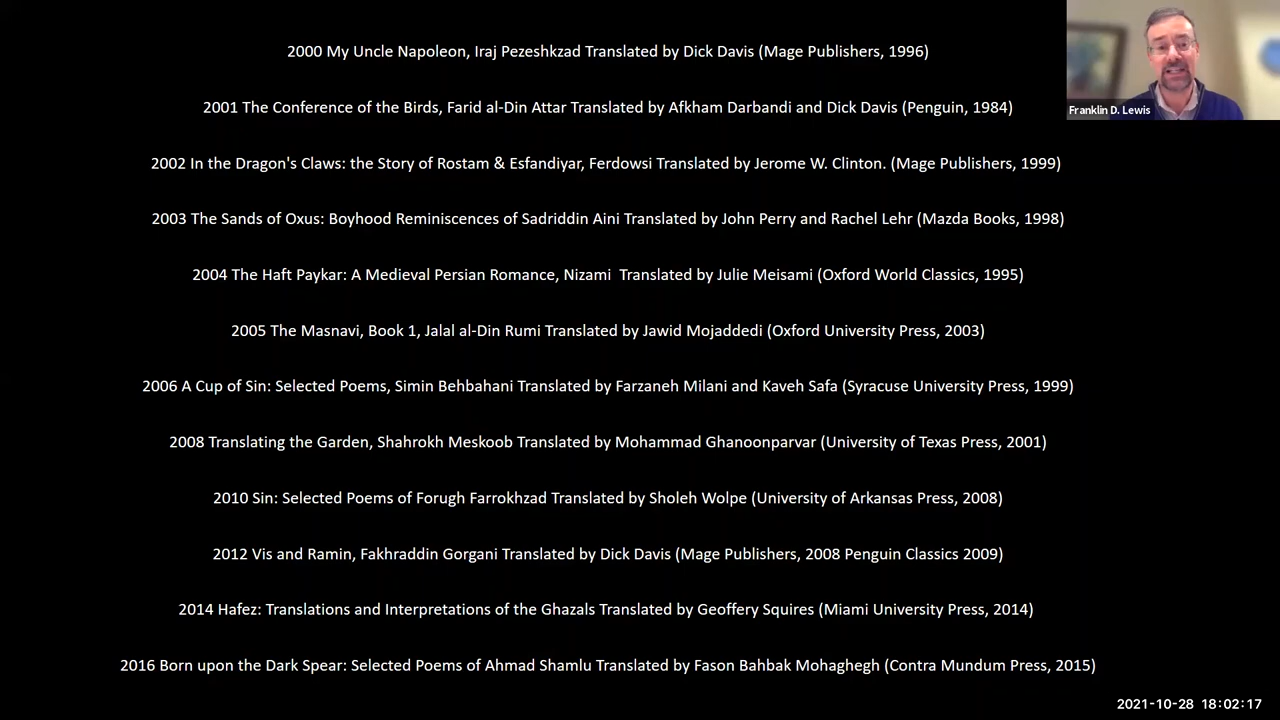 2000 My Uncle Napoleon, Iraj Pezeshkzad Translated by Dick Davis (Mage Publishers, 1996)
Franklin D. Lewis
2001 The Conference of the Birds, Farid al-Din Attar Translated by Afkham Darbandi and Dick Davis (Penguin, 1984)
2002 In the Dragon's Claws: the Story of Rostam & Esfandiyar, Ferdowsi Translated by Jerome W. Clinton. (Mage Publishers, 1999)
2003 The Sands of Oxus: Boyhood Reminiscences of Sadriddin Aini Translated by John Perry and Rachel Lehr (Mazda Books, 1998)
2004 The Haft Paykar: A Medieval Persian Romance, Nizami  Translated by Julie Meisami (Oxford World Classics, 1995)
2005 The Masnavi, Book 1, Jalal al-Din Rumi Translated by Jawid Mojaddedi (Oxford University Press, 2003)
2006 A Cup of Sin: Selected Poems, Simin Behbahani Translated by Farzaneh Milani and Kaveh Safa (Syracuse University Press, 1999)
2008 Translating the Garden, Shahrokh Meskoob Translated by Mohammad Ghanoonparvar (University of Texas Press, 2001)
2010 Sin: Selected Poems of Forugh Farrokhzad Translated by Sholeh Wolpe (University of Arkansas Press, 2008)
2012 Vis and Ramin, Fakhraddin Gorgani Translated by Dick Davis (Mage Publishers, 2008 Penguin Classics 2009)
2014 Hafez: Translations and Interpretations of the Ghazals Translated by Geoffery Squires (Miami University Press, 2014)
2016 Born upon the Dark Spear: Selected Poems of Ahmad Shamlu Translated by Fason Bahbak Mohaghegh (Contra Mundum Press, 2015)
2021-10-28 18:02:17